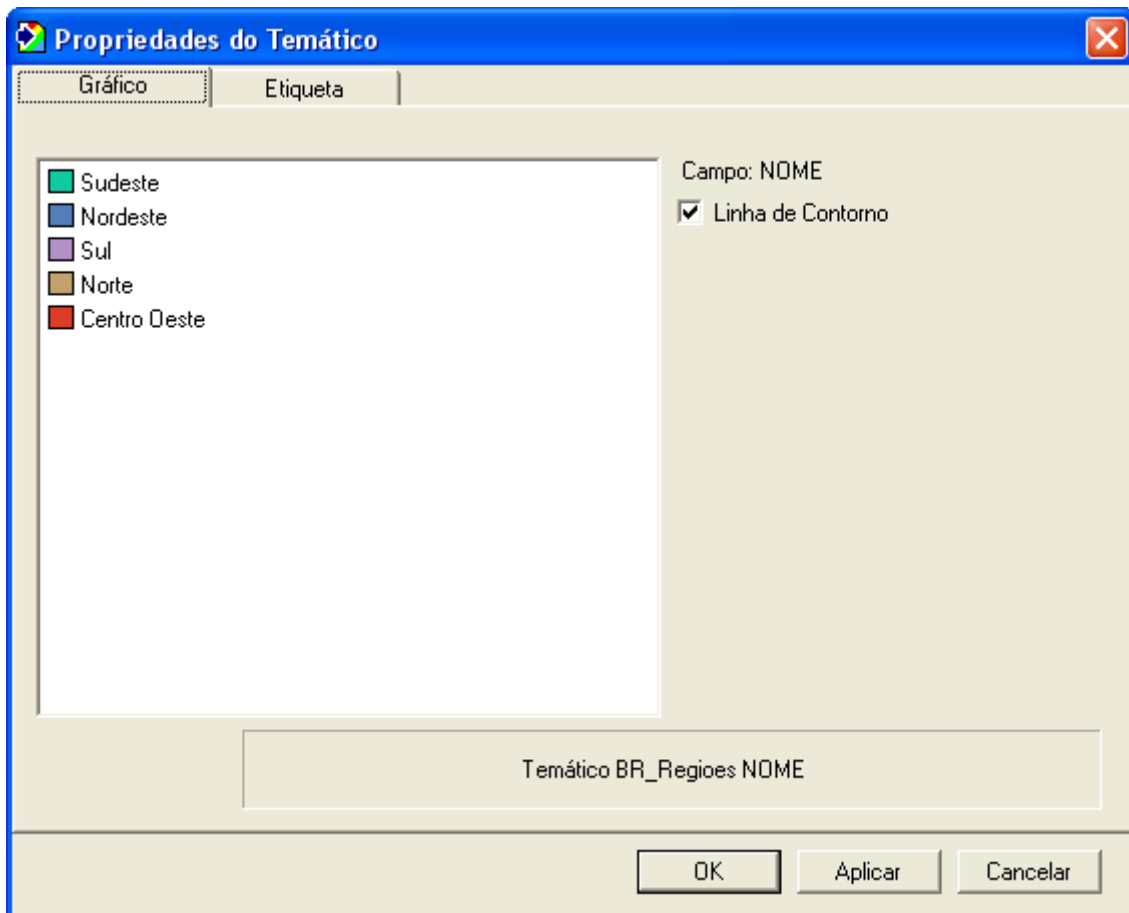 Propriedades do Temático
Gráfico
Etiqueta
Sudeste
Nordeste
Sul
Norte
Centro Oeste
Campo: NOME
Linha de Contorno
Temático BR_Regioes NOME
OK
Aplicar
Cancelar